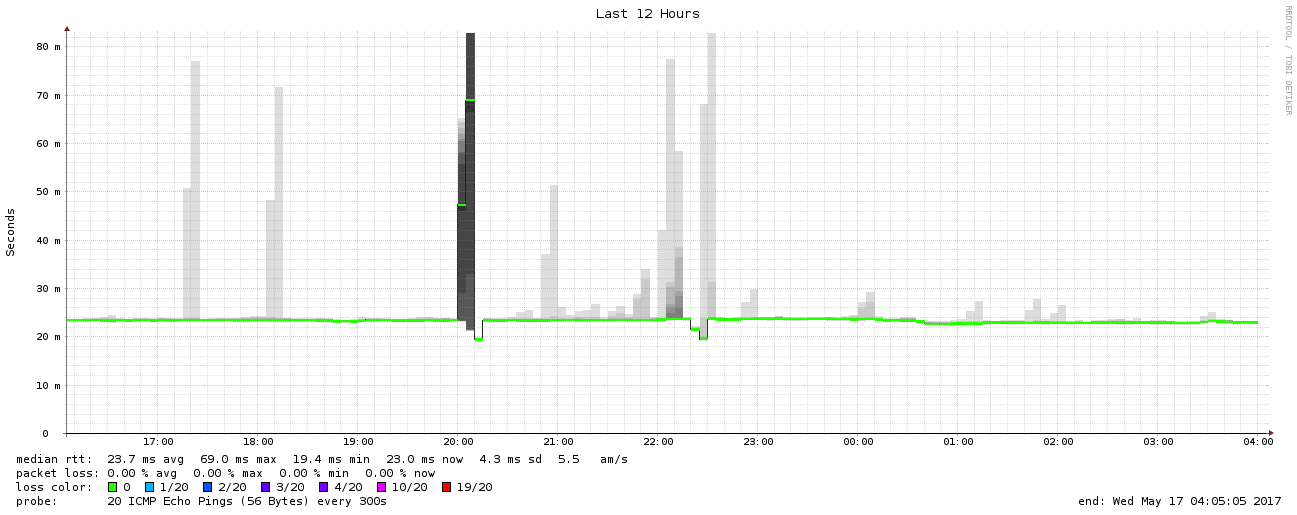 Last 12 Hours
RRDTOOL / TOBI OETIKER
Seconds
80 m
70 m
60 m
50 m
40 m
30 m
20 m
10 m
0
17:00 18:00 19:00 20:00 21:00 22:00 23:00 00:00 01:00 02:00 03:00 04:00
median rtt: 23.7 ms avg 69.0 ms max 19.4 ms min 23.0 ms now 4.3 ms sd 5.5 am/s
packet loss: 0.00 % avg 0.00 % max 0.00 % min 0.00 % now
loss color: 0 1/20 2/20 3/20 4/20 10/20 19/20
probe: 20 ICMP Echo Pings (56 Bytes) every 300s end: Wed May 17 04:05:05 2017